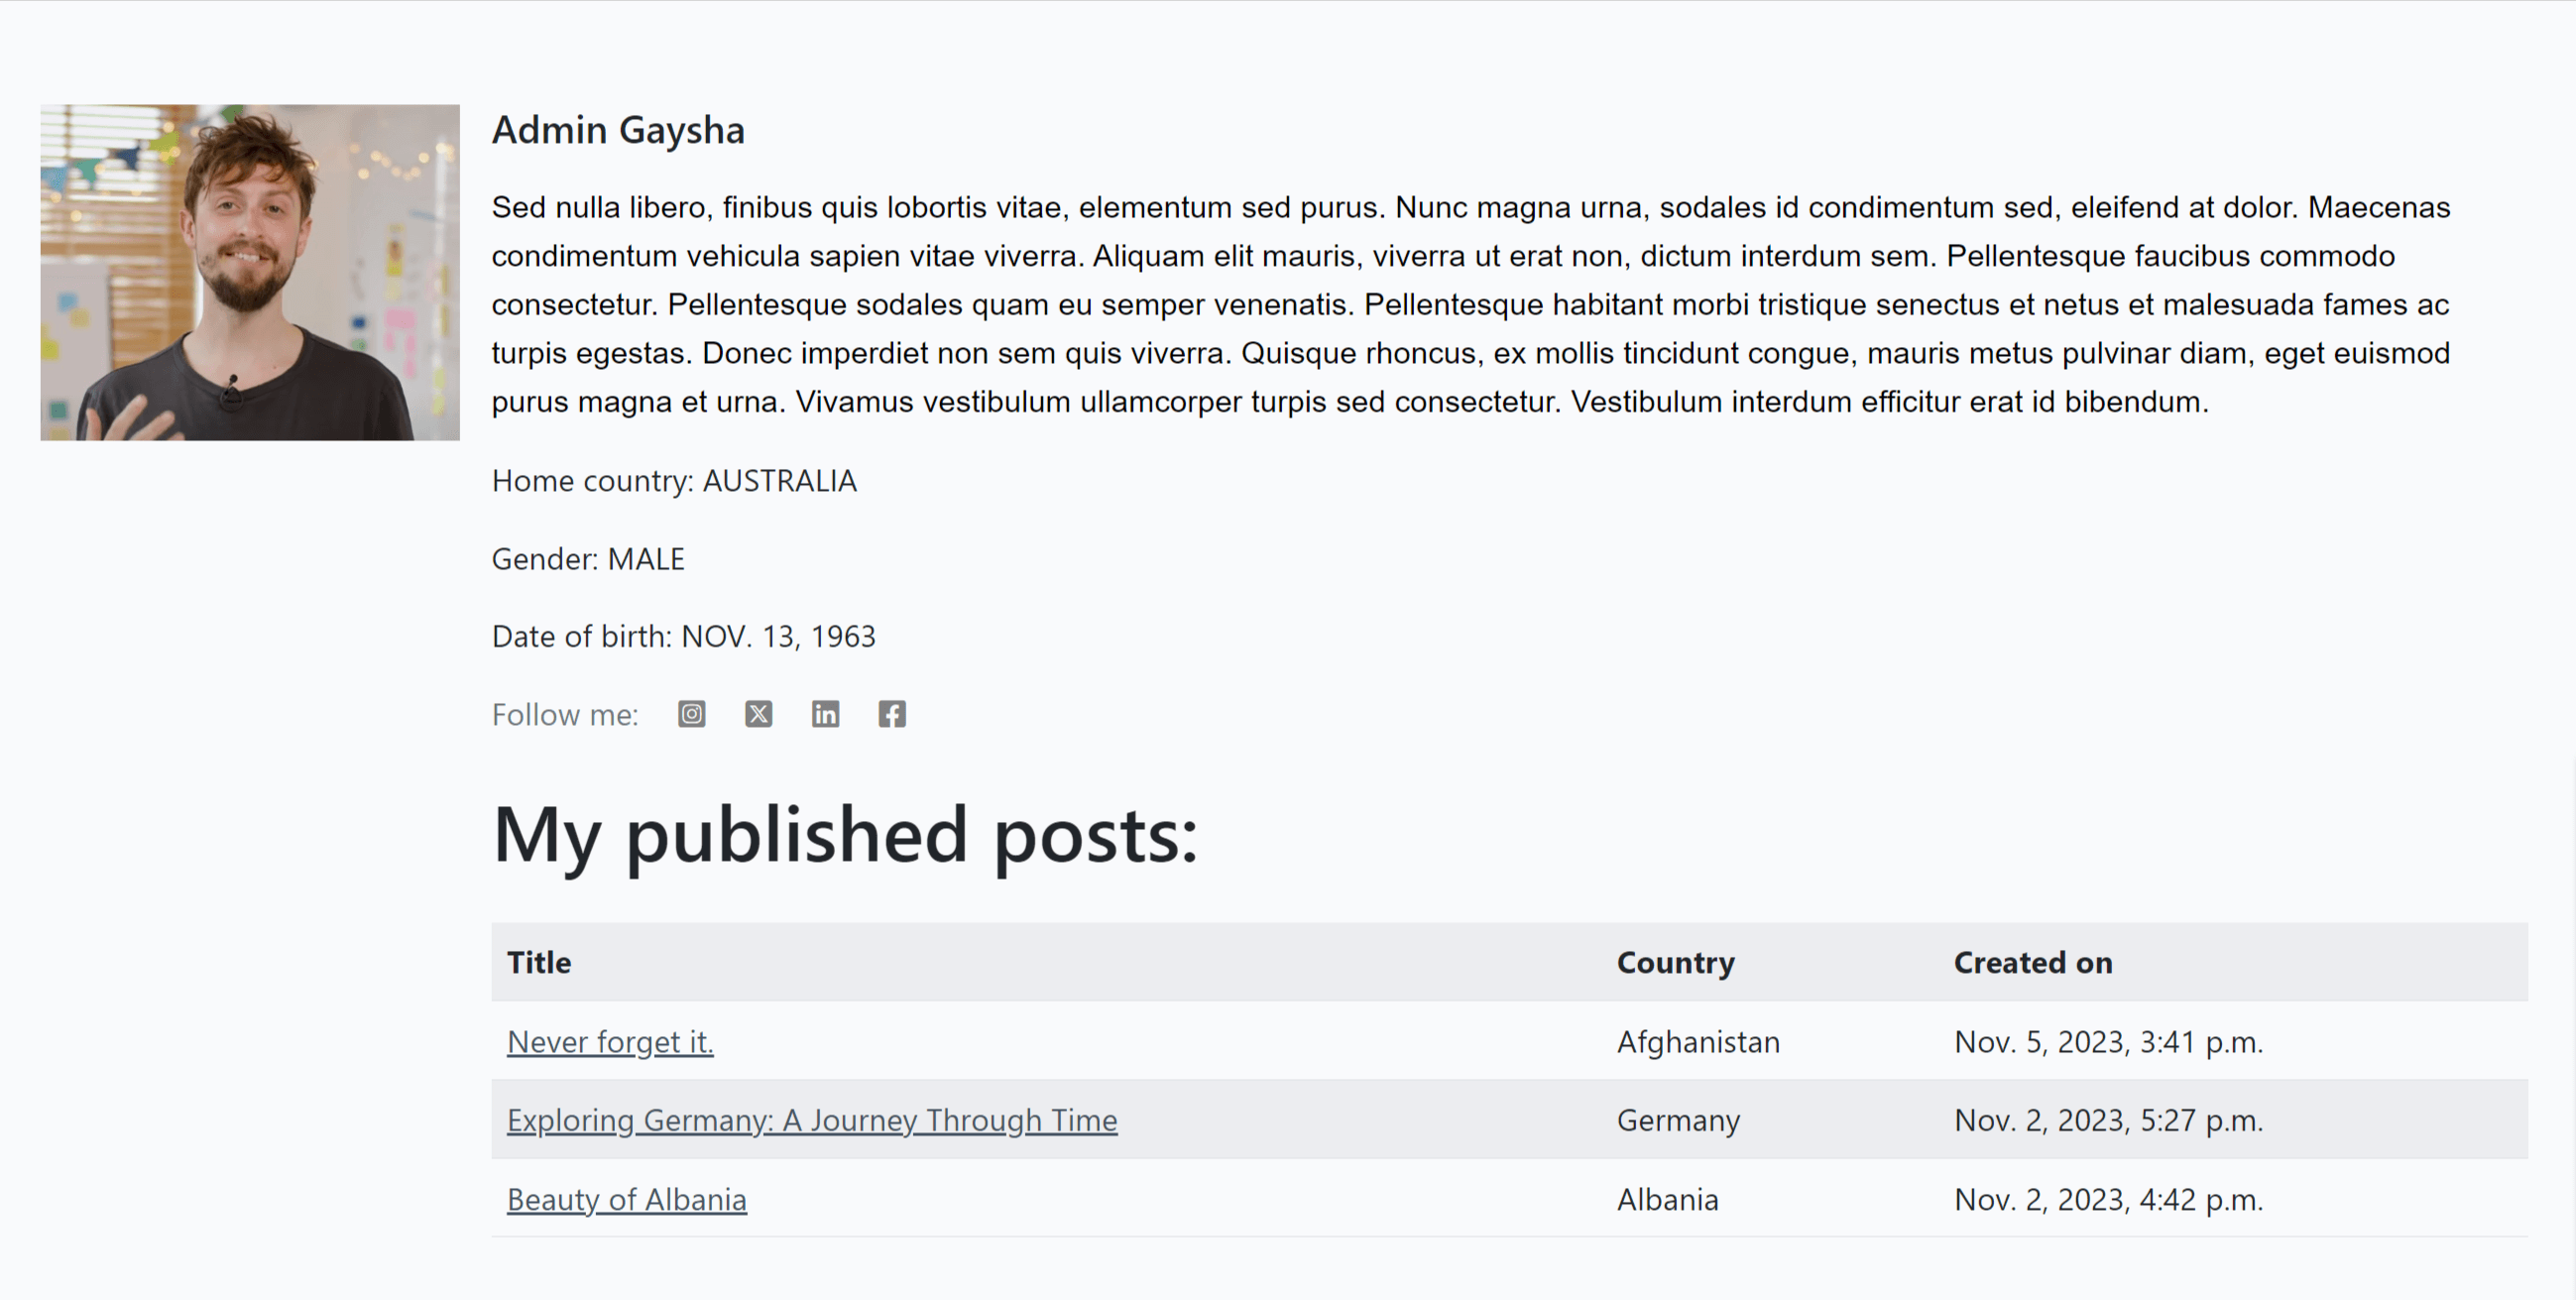 Admin Gaysha
Sed nulla libero, finibus quis lobortis vitae, elementum sed purus. Nunc magna urna, sodales id condimentum sed, eleifend at dolor. Maecenas
condimentum vehicula sapien vitae viverra. Aliquam elit mauris, viverra ut erat non, dictum interdum sem. Pellentesque faucibus commodo
consectetur. Pellentesque sodales quam eu semper venenatis. Pellentesque habitant morbi tristique senectus et netus et malesuada fames ac
turpis egestas. Donec imperdiet non sem quis viverra. Quisque rhoncus, ex mollis tincidunt congue, mauris metus pulvinar diam, eget euismod
purus magna et urna. Vivamus vestibulum ullamcorper turpis sed consectetur. Vestibulum interdum efficitur erat id bibendum.
Home country: AUSTRALIA
Gender: MALE
Date of birth: NOV. 13, 1963
Follow me:
My published posts:
Title Country Created on
Never forget it. Afghanistan Nov. 5, 2023, 3:41 p.m.
Exploring Germany: A Journey Through Time Germany Nov. 2, 2023, 5:27 p.m.
Beauty of Albania Albania Nov. 2, 2023, 4:42 p.m.